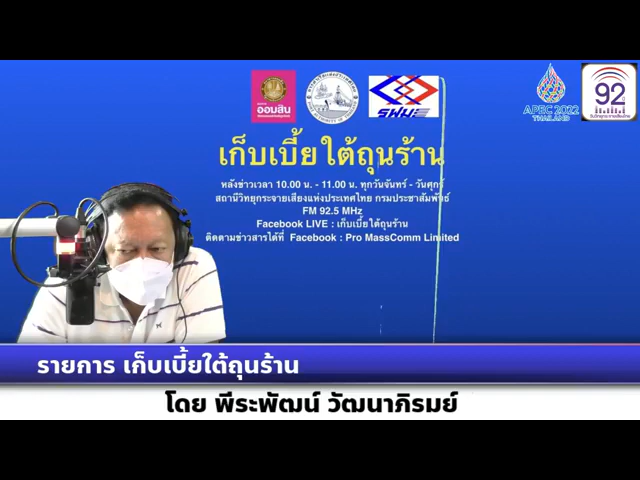 ออมสิน
รฟม
APEC 2022
THAILAND
92
เก็บเบี้ยใต้ถุนร้าน
หลังข่าวเวลา 10.00 น. - 11.00 น. ทุกวันจันทร์ - วันศุกร์
สถานีวิทยุกระจายเสียงแห่งประเทศไทย กรมประชาสัมพันธ์
FM 92.5 MHz
Facebook LIVE : เก็บเบี้ยใต้ถุนร้าน
ติดตามข่าวสารได้ที่ Facebook : Pro MassComm Limited
รายการ เก็บเบี้ยใต้ถุนร้าน
โดย พีระพัฒน์ วัฒนาภิรมย์